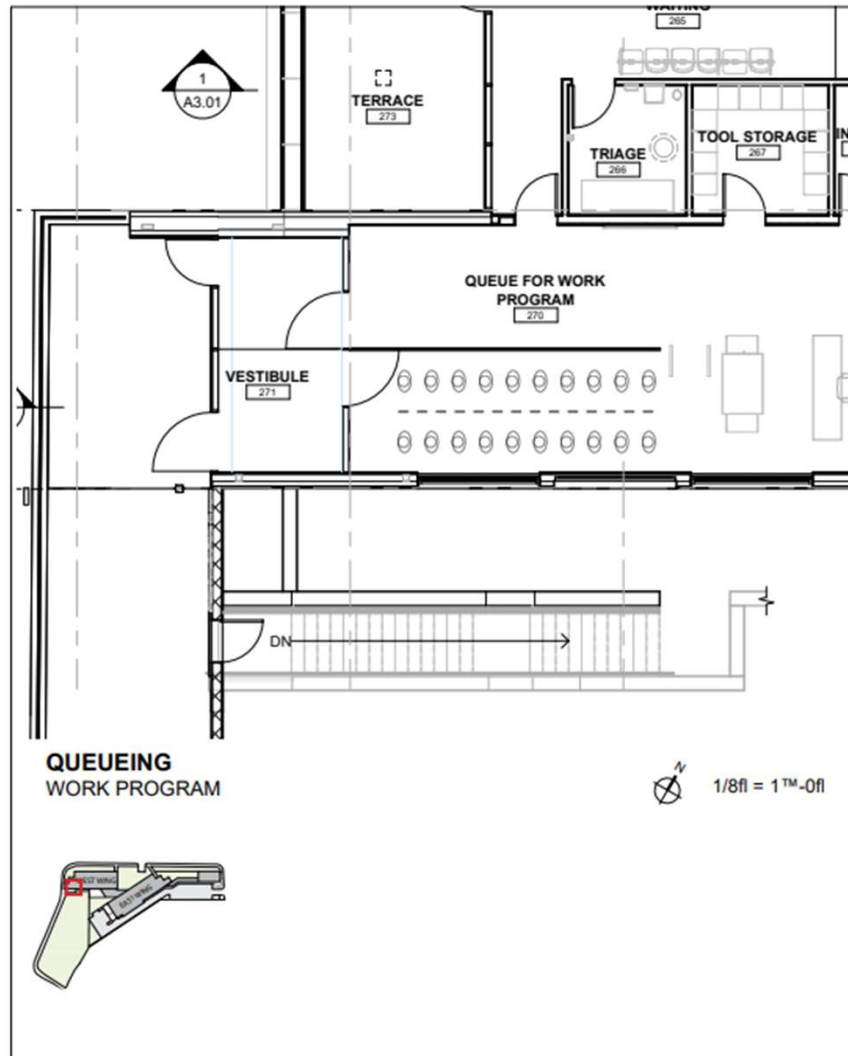 WAITING
265
1
A3.01
TERRACE
273
TRIAGE
266
TOOL STORAGE
267
QUEUE FOR WORK
PROGRAM
270
VESTIBULE
271
DN
QUEUEING
WORK PROGRAM
N
1/8fl = 1™-0fl
EAST WING